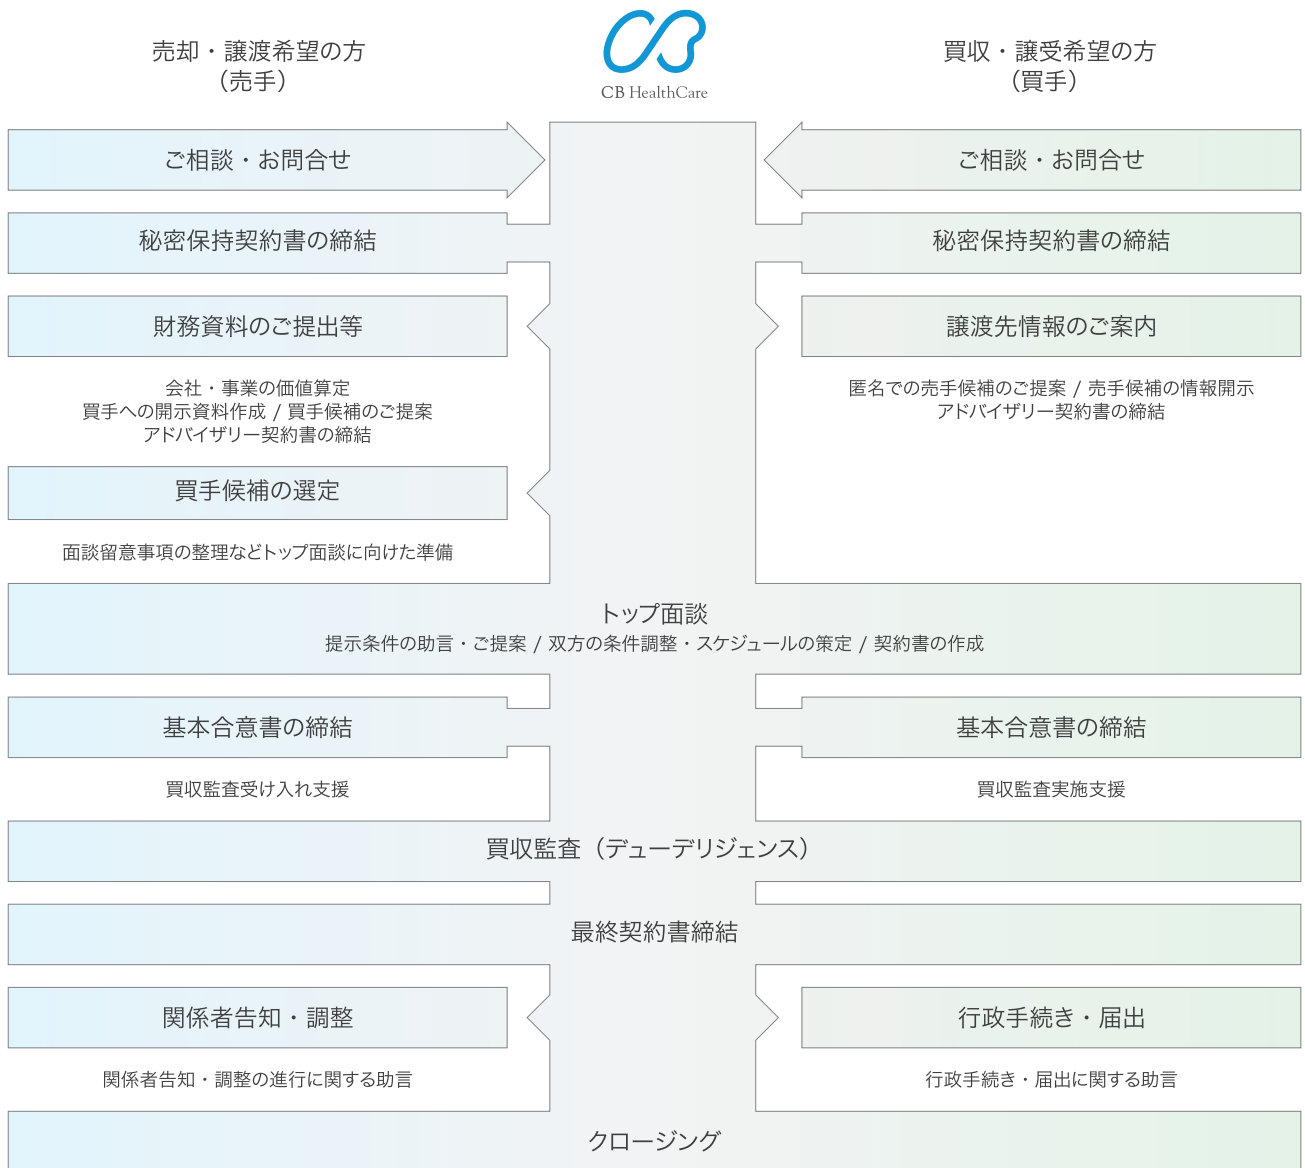 売却・譲渡希望の方
（売手）
CB HealthCare
買収・譲受希望の方
（買手）
ご相談・お問合せ
ご相談・お問合せ
秘密保持契約書の締結
秘密保持契約書の締結
財務資料のご提出等
譲渡先情報のご案内
会社・事業の価値算定
買手への開示資料作成 / 買手候補のご提案
アドバイザリー契約書の締結
匿名での売手候補のご提案 / 売手候補の情報開示
アドバイザリー契約書の締結
買手候補の選定
面談留意事項の整理などトップ面談に向けた準備
トップ面談
提示条件の助言・ご提案 / 双方の条件調整・スケジュールの策定 / 契約書の作成
基本合意書の締結
基本合意書の締結
買収監査受け入れ支援
買収監査実施支援
買収監査（デューデリジェンス）
最終契約書締結
関係者告知・調整
行政手続き・届出
関係者告知・調整の進行に関する助言
行政手続き・届出に関する助言
クロージング